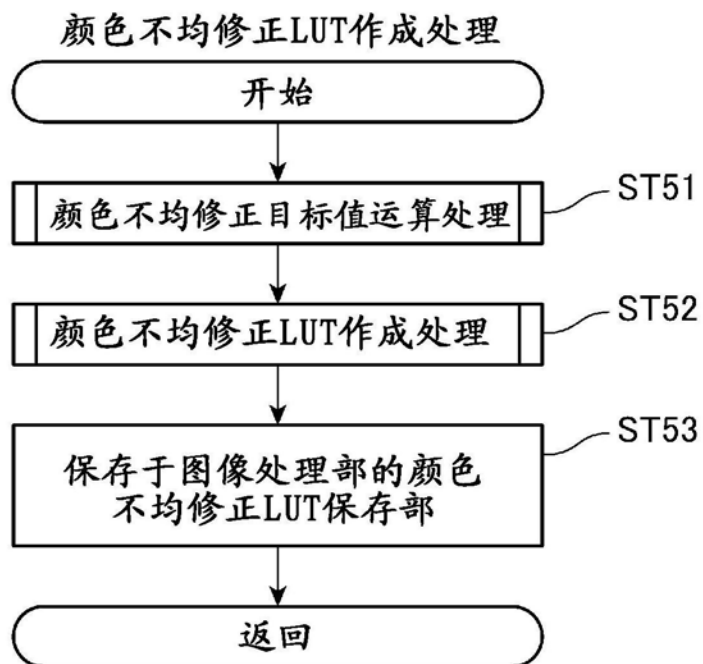 颜色不均修正LUT作成处理
开始
颜色不均修正目标值运算处理
ST51
颜色不均修正LUT作成处理
ST52
ST53
保存于图像处理部的颜色
不均修正LUT保存部
返回